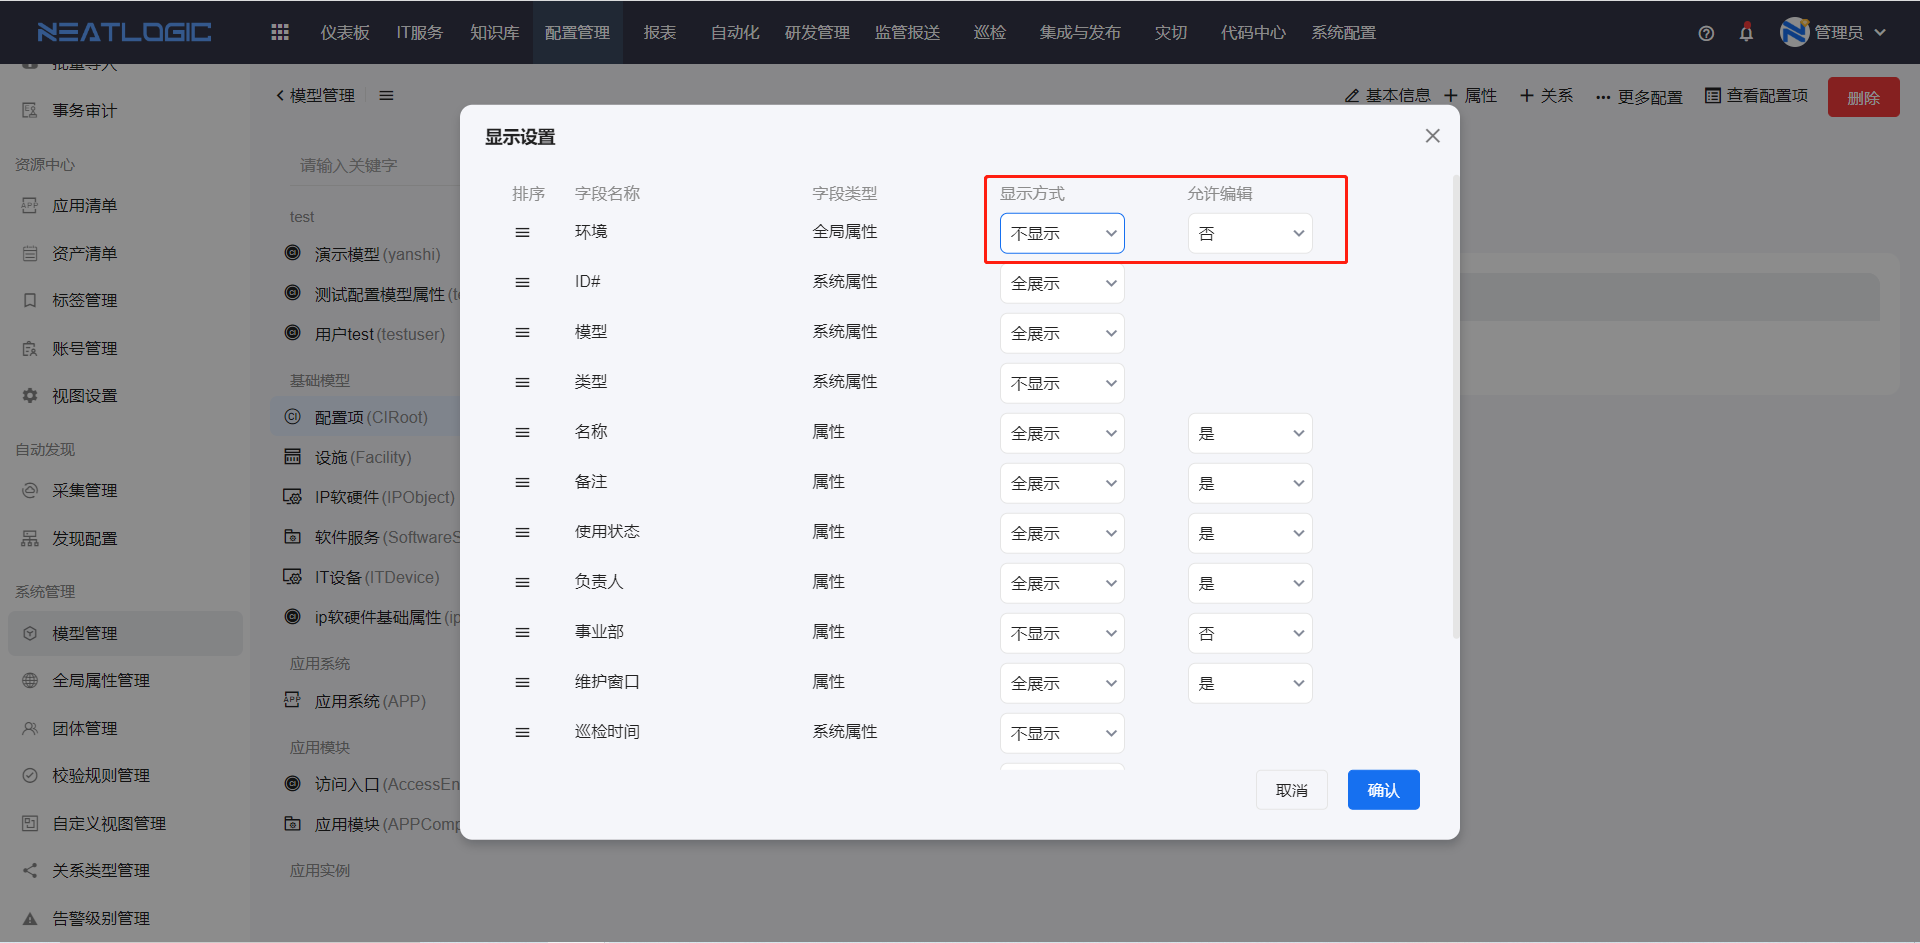 NEATLOGIC
仪表板
IT服务
知识库
配置管理
报表
自动化
研发管理
监管报送
巡检
集成与发布
灾切
代码中心
系统配置
管理员
批量导入
事务审计
资源中心
应用清单
资产清单
标签管理
账号管理
视图设置
自动发现
采集管理
发现配置
系统管理
模型管理
全局属性管理
团体管理
校验规则管理
自定义视图管理
关系类型管理
告警级别管理
模型管理
基本信息
属性
关系
更多配置
查看配置项
删除
请输入关键字
test
演示模型(yanshi)
测试配置模型属性(te
用户test(testuser)
基础模型
配置项(CIRoot)
设施(Facility)
IP软硬件(IPObject)
软件服务(SoftwareS
IT设备(ITDevice)
ip软硬件基础属性(ip
应用系统
应用系统(APP)
应用模块
访问入口(AccessEn
应用模块(APPComp
应用实例
显示设置
排序 字段名称 字段类型 显示方式 允许编辑
环境 全局属性 不显示 否
ID# 系统属性 全展示
模型 系统属性 全展示
类型 系统属性 不显示
名称 属性 全展示 是
备注 属性 全展示 是
使用状态 属性 全展示 是
负责人 属性 全展示 是
事业部 属性 不显示 否
维护窗口 属性 全展示 是
巡检时间 系统属性 不显示
取消
确认